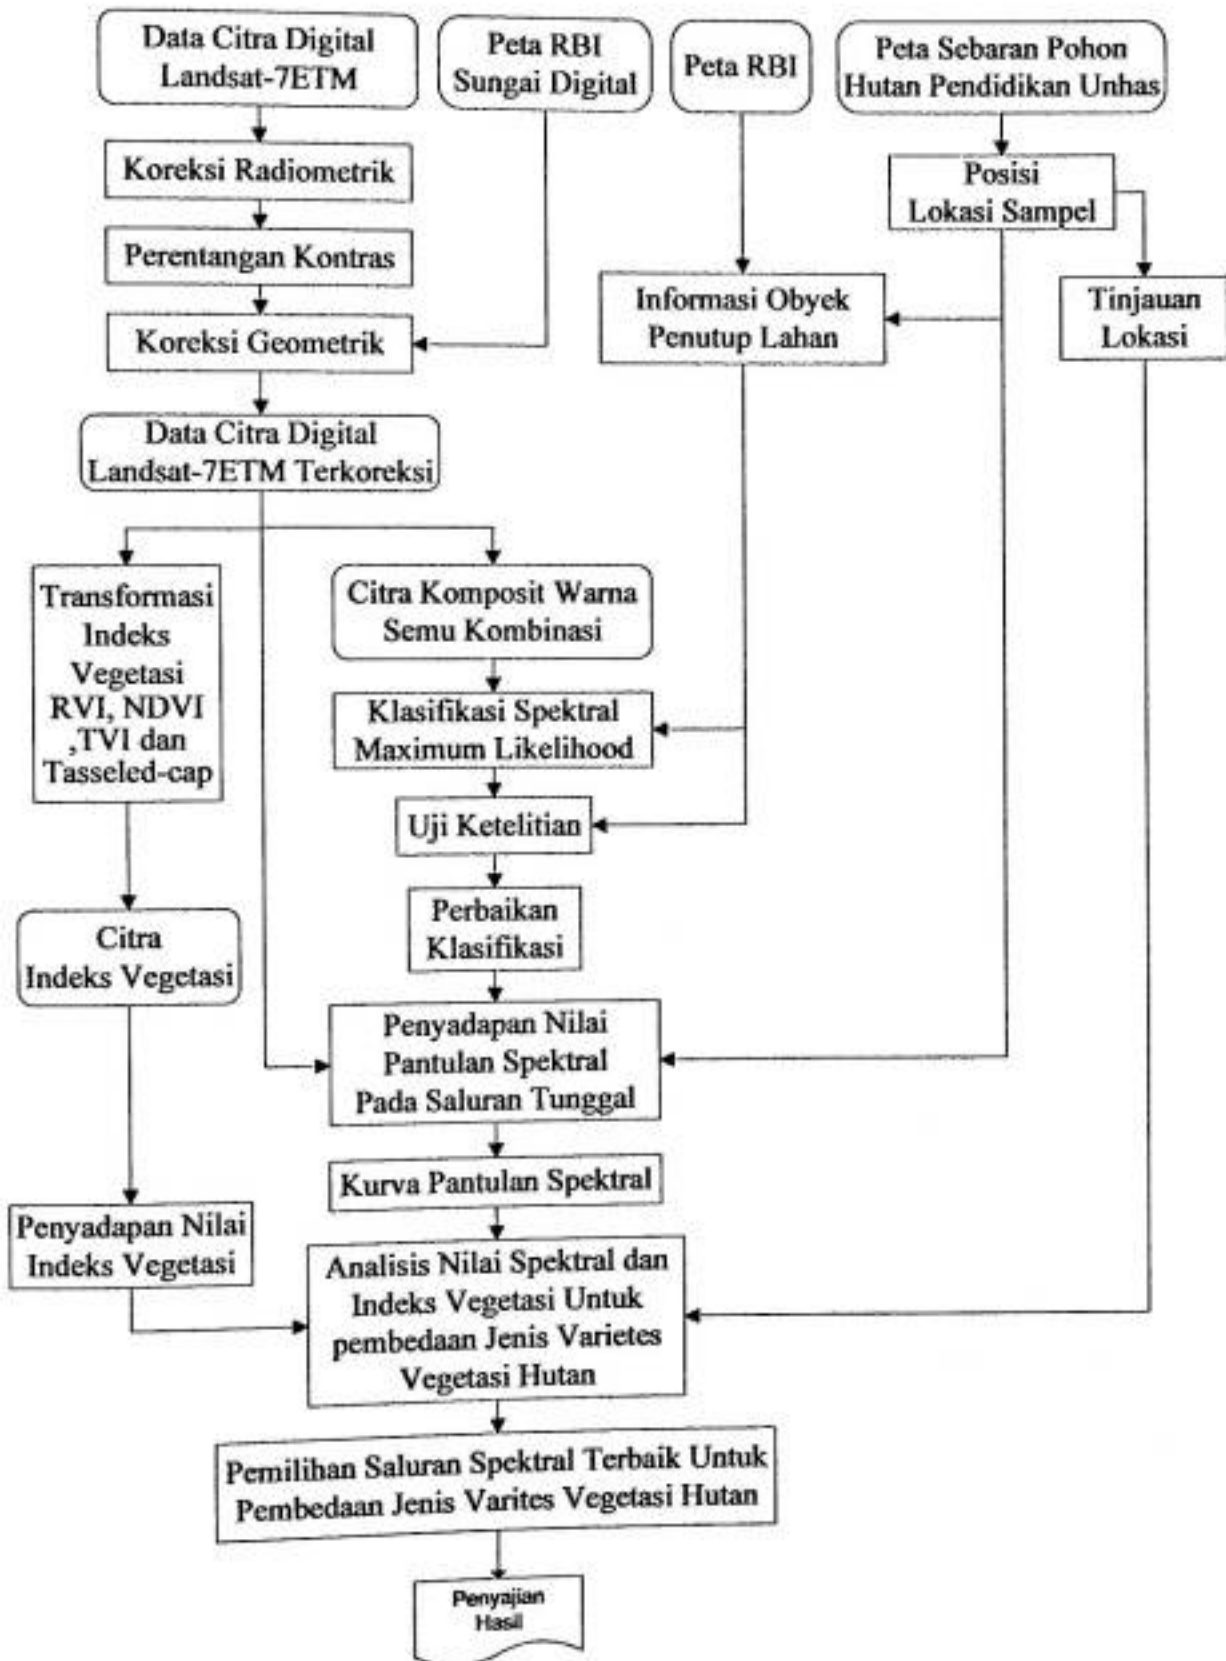 Data Citra Digital
Landsat-7ETM
Peta RBI
Sungai Digital
Peta RBI
Peta Sebaran Pohon
Hutan Pendidikan Unhas
Koreksi Radiometrik
Posisi
Lokasi Sampel
Perentangan Kontras
Informasi Obyek
Penutup Lahan
Tinjauan
Lokasi
Koreksi Geometrik
Data Citra Digital
Landsat-7ETM Terkoreksi
Transformasi
Indeks
Vegetasi
RVI, NDVI
,TVI dan
Tasseled-cap
Citra Komposit Warna
Semu Kombinasi
Klasifikasi Spektral
Maximum Likelihood
Uji Ketelitian
Perbaikan
Klasifikasi
Citra
Indeks Vegetasi
Penyadapan Nilai
Pantulan Spektral
Pada Saluran Tunggal
Kurva Pantulan Spektral
Penyadapan Nilai
Indeks Vegetasi
Analisis Nilai Spektral dan
Indeks Vegetasi Untuk
pembedaan Jenis Varietes
Vegetasi Hutan
Pemilihan Saluran Spektral Terbaik Untuk
Pembedaan Jenis Varites Vegetasi Hutan
Penyajian
Hasil